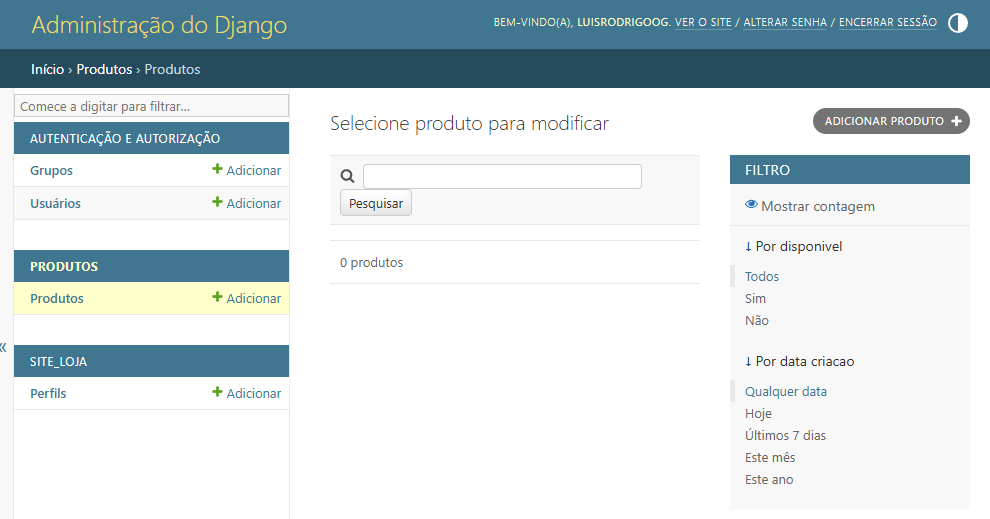 Administração do Django
BEM-VINDO(A), LUISRODRIGOOG. VER O SITE / ALTERAR SENHA / ENCERRAR SESSÃO
Início › Produtos › Produtos
Comece a digitar para filtrar...
AUTENTICAÇÃO E AUTORIZAÇÃO
Grupos + Adicionar
Usuários + Adicionar
PRODUTOS
Produtos + Adicionar
«
SITE_LOJA
Perfils + Adicionar
Selecione produto para modificar
ADICIONAR PRODUTO +
Pesquisar
0 produtos
FILTRO
Mostrar contagem
↓ Por disponivel
Todos
Sim
Não
↓ Por data criacao
Qualquer data
Hoje
Últimos 7 dias
Este mês
Este ano